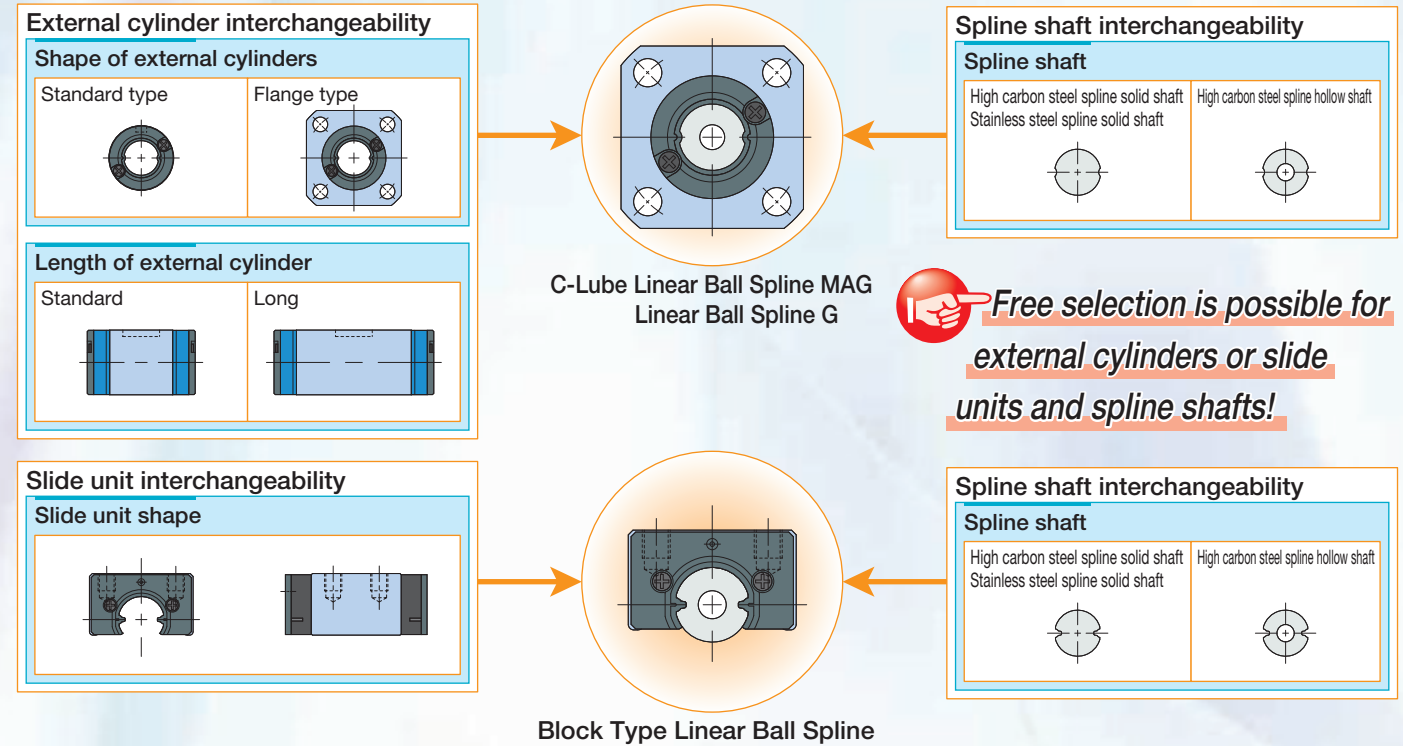 External cylinder interchangeability
Shape of external cylinders
Standard type
Flange type
Length of external cylinder
Standard
Long
C-Lube Linear Ball Spline MAG
Linear Ball Spline G
Spline shaft interchangeability
Spline shaft
High carbon steel spline solid shaft
Stainless steel spline solid shaft
High carbon steel spline hollow shaft
Free selection is possible for
external cylinders or slide
units and spline shafts!
Slide unit interchangeability
Slide unit shape
Block Type Linear Ball Spline
Spline shaft interchangeability
Spline shaft
High carbon steel spline solid shaft
Stainless steel spline solid shaft
High carbon steel spline hollow shaft